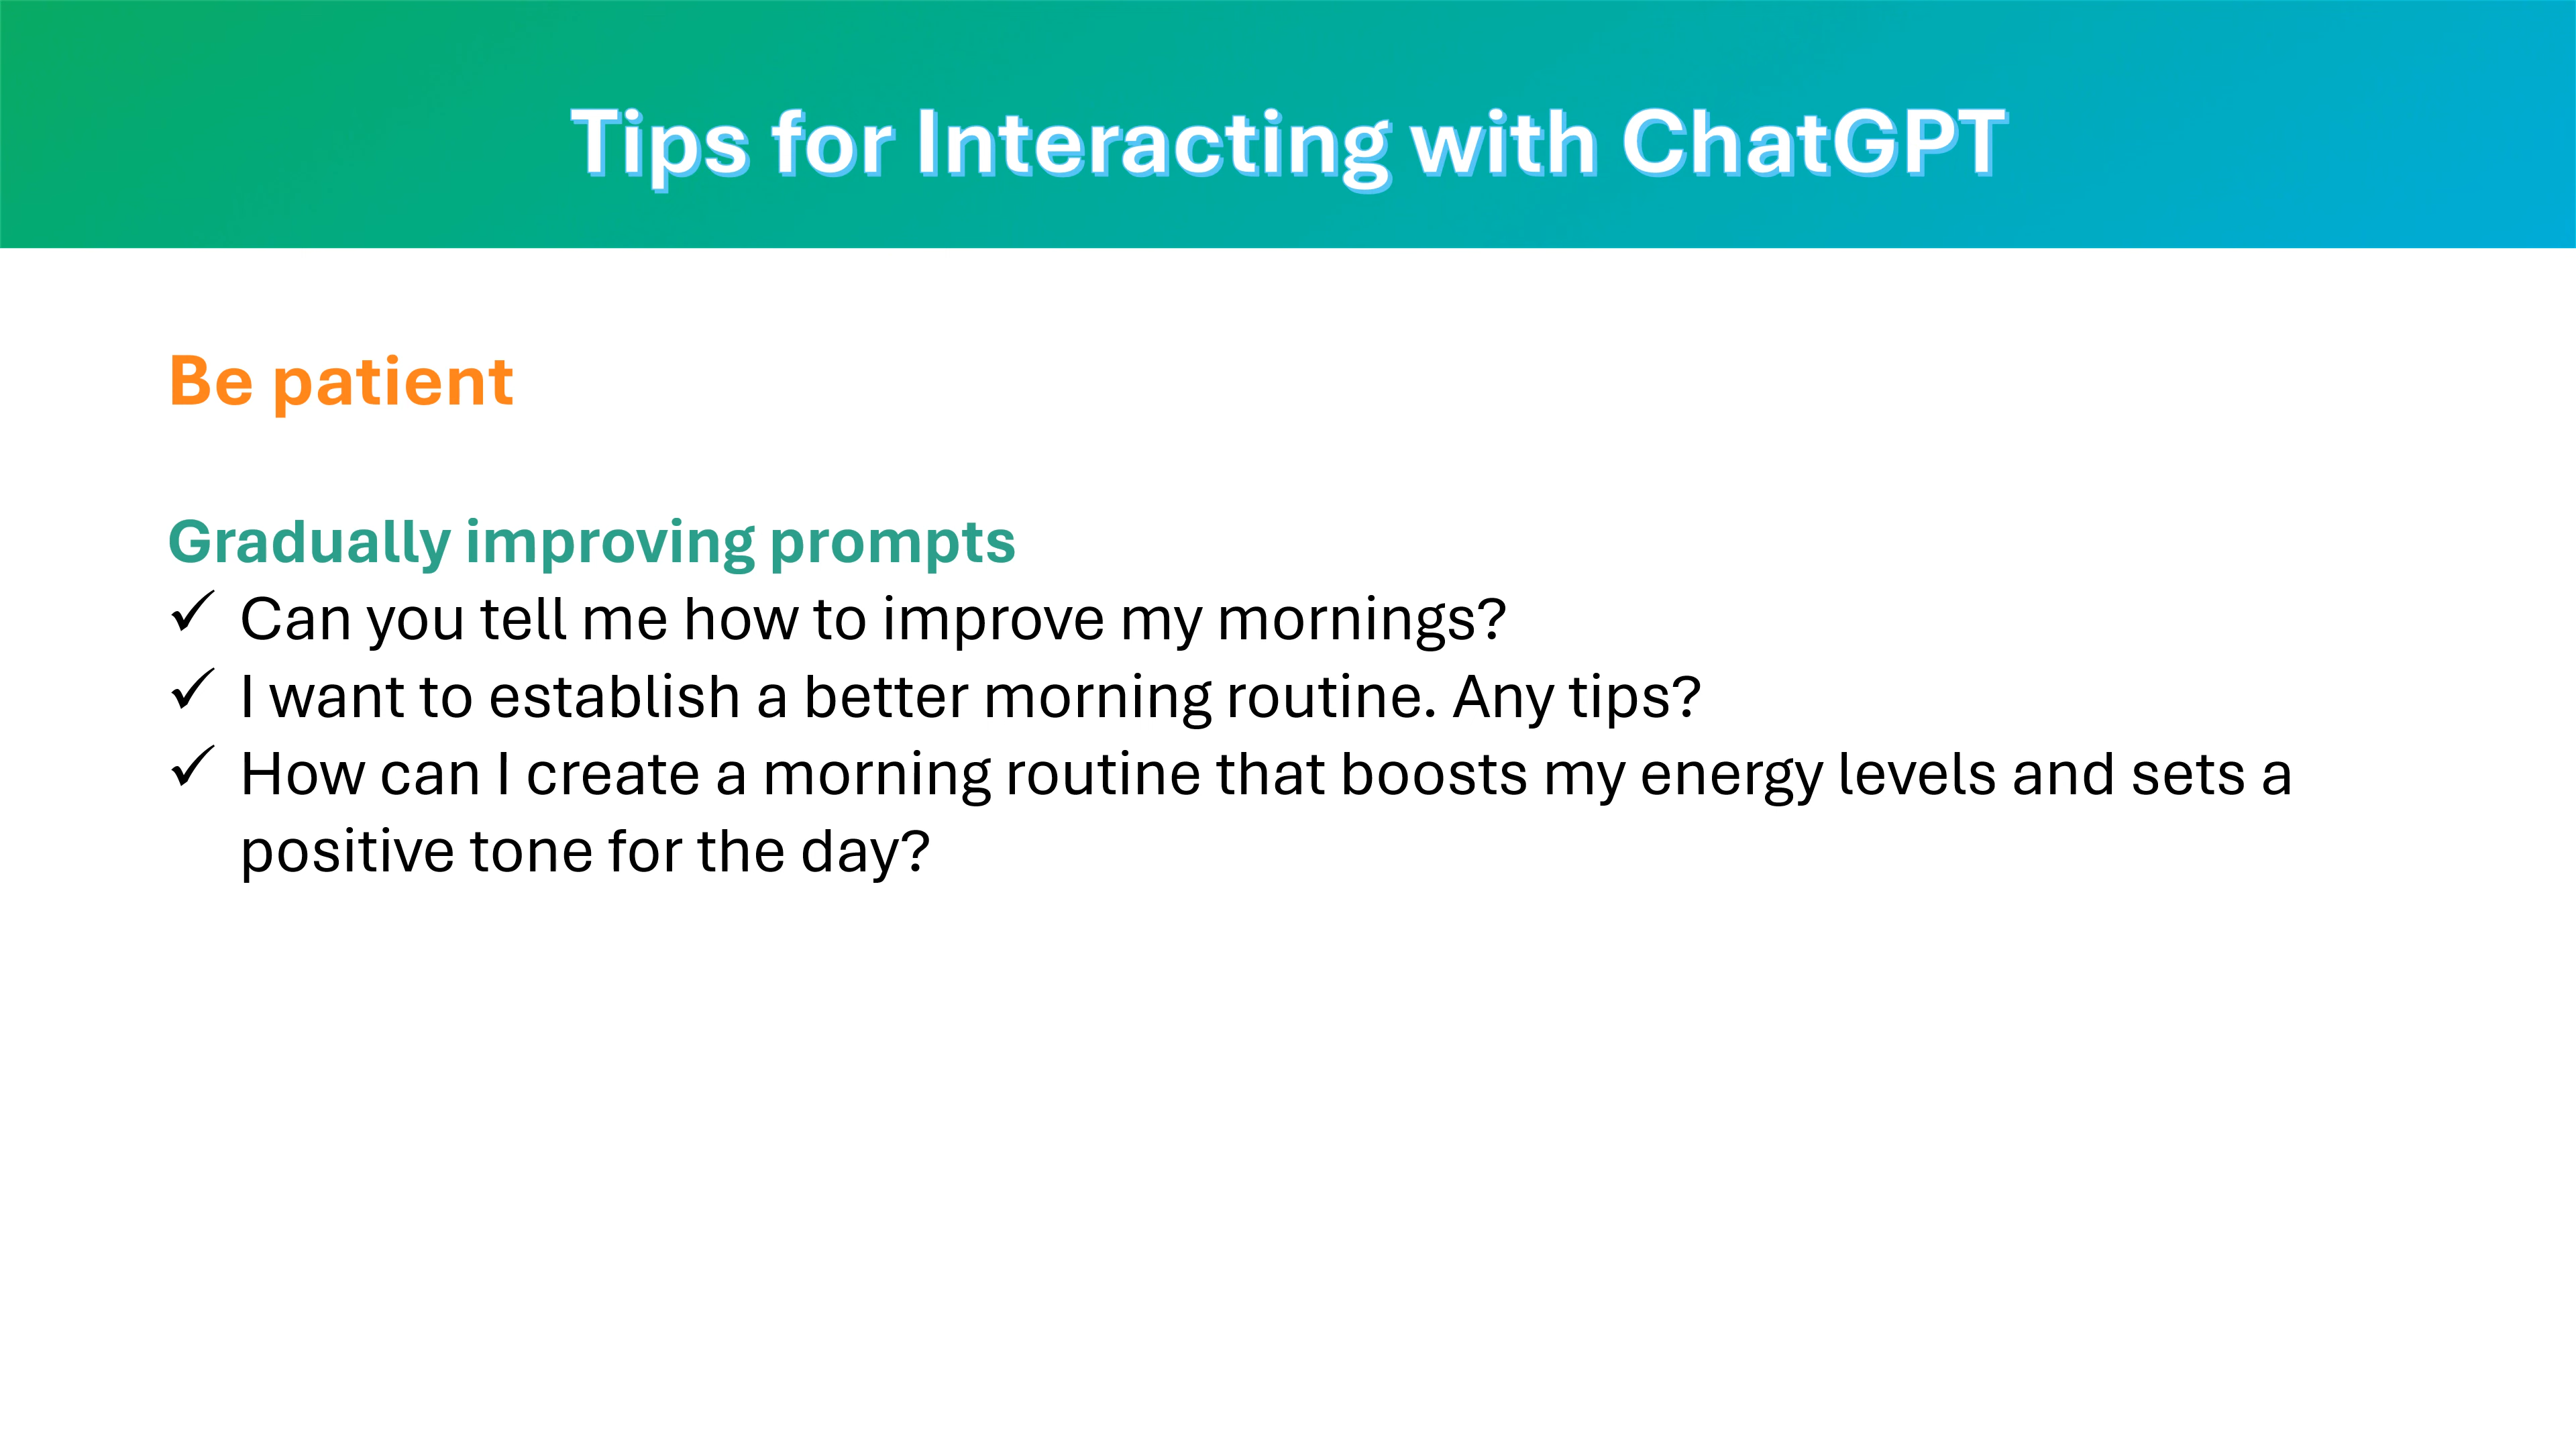 Tips for Interacting with ChatGPT
Be patient
Gradually improving prompts
✓ Can you tell me how to improve my mornings?
✓ I want to establish a better morning routine. Any tips?
✓ How can I create a morning routine that boosts my energy levels and sets a
positive tone for the day?